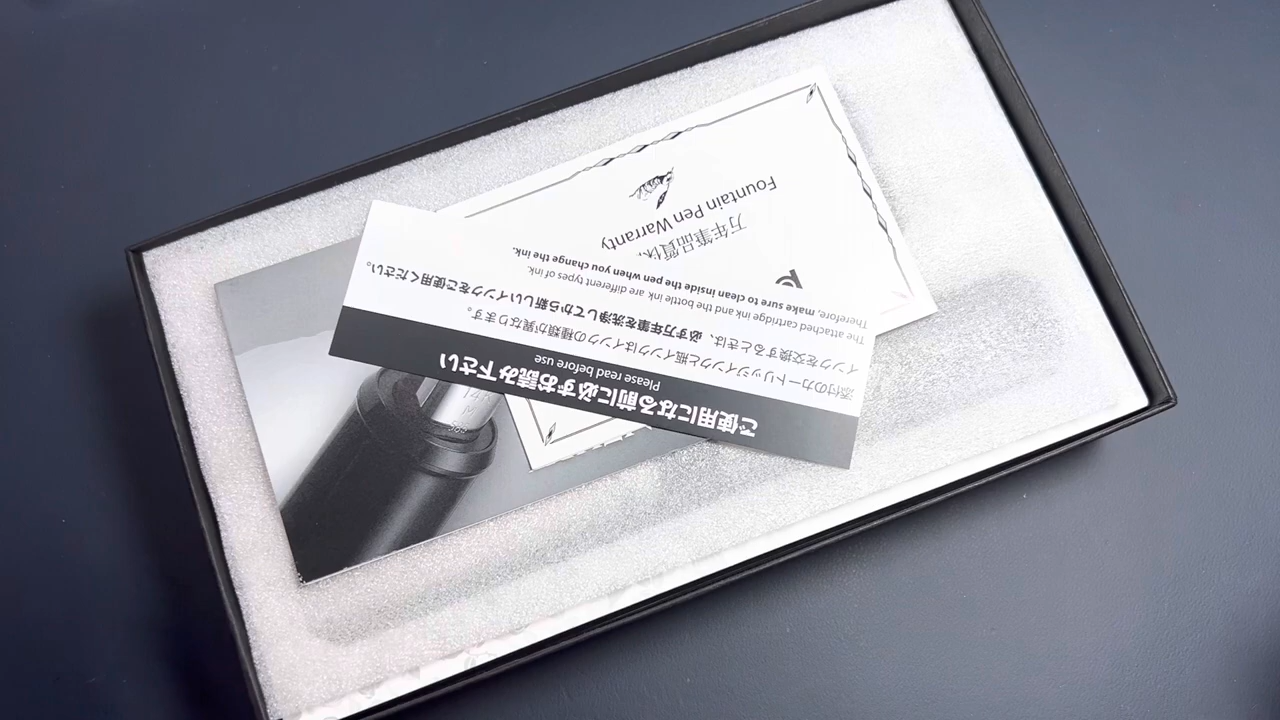 ご使用になる前に必ずお読み下さい
Please read before use
添付のカートリッジインクと瓶インクはインクの種類が異なります。
インクを交換するときは、必ず万年筆を洗浄してから新しいインクをご使用ください。
The attached cartridge ink and the bottle ink are different types of ink.
Therefore, make sure to clean inside the pen when you change the ink.
万年筆品質保
Fountain Pen Warranty